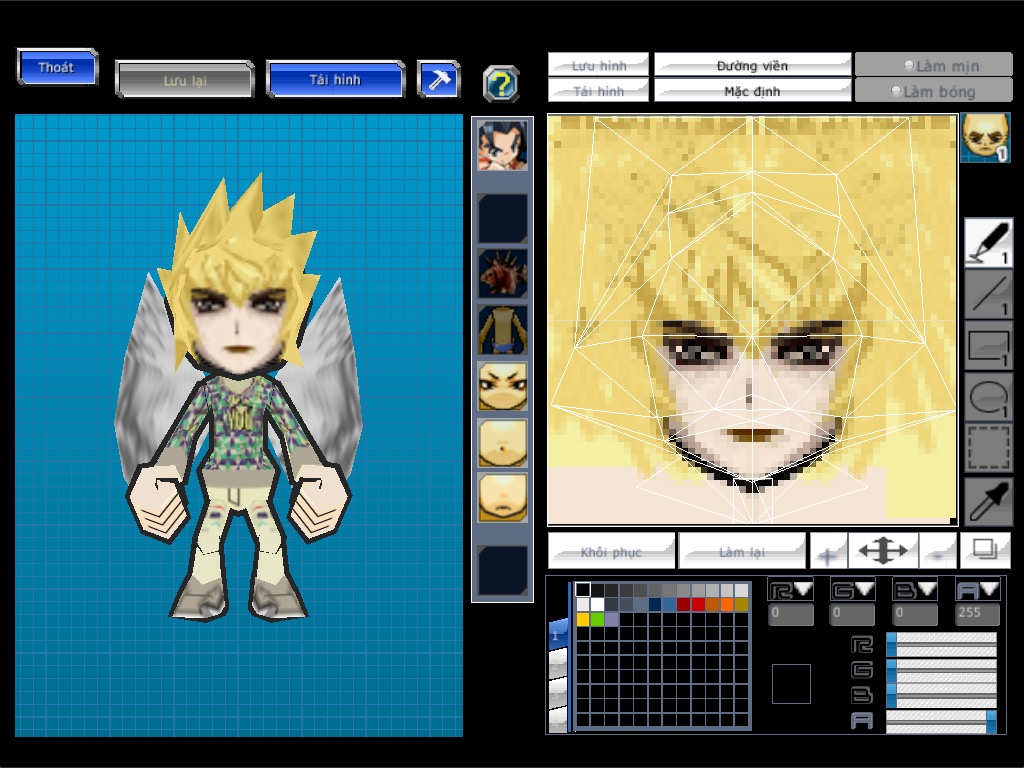 Thoát
Lưu lại
Tải hình
?
Lưu hình
Đường viền
Làm mịn
Tải hình
Mặc định
Làm bóng
1
YOU
1
1
1
1
Khôi phục
Làm lại
+
-
R
G
B
A
0
0
0
255
1
R
G
B
A